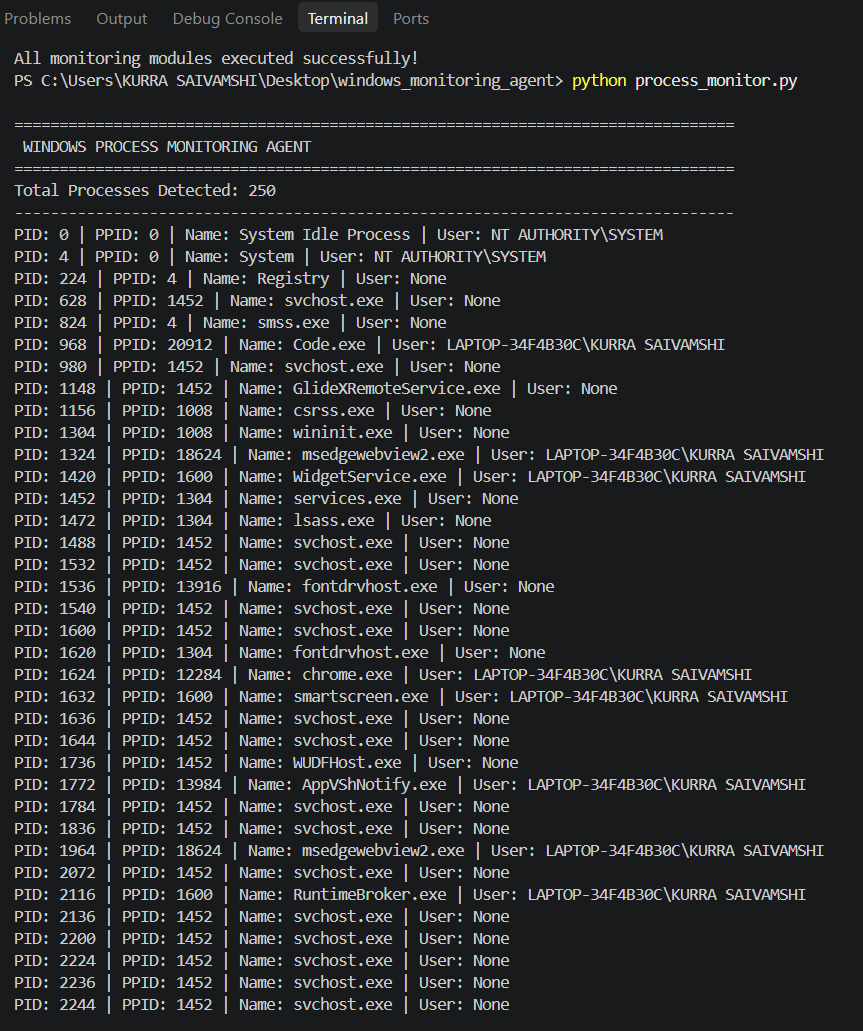 Problems Output Debug Console Terminal Ports
All monitoring modules executed successfully!
PS C:\Users\KURRA SAIVAMSHI\Desktop\windows_monitoring_agent> python process_monitor.py
================================================================================
WINDOWS PROCESS MONITORING AGENT
================================================================================
Total Processes Detected: 250
--------------------------------------------------------------------------------
PID: 0 | PPID: 0 | Name: System Idle Process | User: NT AUTHORITY\SYSTEM
PID: 4 | PPID: 0 | Name: System | User: NT AUTHORITY\SYSTEM
PID: 224 | PPID: 4 | Name: Registry | User: None
PID: 628 | PPID: 1452 | Name: svchost.exe | User: None
PID: 824 | PPID: 4 | Name: smss.exe | User: None
PID: 968 | PPID: 20912 | Name: Code.exe | User: LAPTOP-34F4B30C\KURRA SAIVAMSHI
PID: 980 | PPID: 1452 | Name: svchost.exe | User: None
PID: 1148 | PPID: 1452 | Name: GlideXRemoteService.exe | User: None
PID: 1156 | PPID: 1008 | Name: csrss.exe | User: None
PID: 1304 | PPID: 1008 | Name: wininit.exe | User: None
PID: 1324 | PPID: 18624 | Name: msedgewebview2.exe | User: LAPTOP-34F4B30C\KURRA SAIVAMSHI
PID: 1420 | PPID: 1600 | Name: WidgetService.exe | User: LAPTOP-34F4B30C\KURRA SAIVAMSHI
PID: 1452 | PPID: 1304 | Name: services.exe | User: None
PID: 1472 | PPID: 1304 | Name: lsass.exe | User: None
PID: 1488 | PPID: 1452 | Name: svchost.exe | User: None
PID: 1532 | PPID: 1452 | Name: svchost.exe | User: None
PID: 1536 | PPID: 13916 | Name: fontdrvhost.exe | User: None
PID: 1540 | PPID: 1452 | Name: svchost.exe | User: None
PID: 1600 | PPID: 1452 | Name: svchost.exe | User: None
PID: 1620 | PPID: 1304 | Name: fontdrvhost.exe | User: None
PID: 1624 | PPID: 12284 | Name: chrome.exe | User: LAPTOP-34F4B30C\KURRA SAIVAMSHI
PID: 1632 | PPID: 1600 | Name: smartscreen.exe | User: LAPTOP-34F4B30C\KURRA SAIVAMSHI
PID: 1636 | PPID: 1452 | Name: svchost.exe | User: None
PID: 1644 | PPID: 1452 | Name: svchost.exe | User: None
PID: 1736 | PPID: 1452 | Name: WUDFHost.exe | User: None
PID: 1772 | PPID: 13984 | Name: AppVShNotify.exe | User: LAPTOP-34F4B30C\KURRA SAIVAMSHI
PID: 1784 | PPID: 1452 | Name: svchost.exe | User: None
PID: 1836 | PPID: 1452 | Name: svchost.exe | User: None
PID: 1964 | PPID: 18624 | Name: msedgewebview2.exe | User: LAPTOP-34F4B30C\KURRA SAIVAMSHI
PID: 2072 | PPID: 1452 | Name: svchost.exe | User: None
PID: 2116 | PPID: 1600 | Name: RuntimeBroker.exe | User: LAPTOP-34F4B30C\KURRA SAIVAMSHI
PID: 2136 | PPID: 1452 | Name: svchost.exe | User: None
PID: 2200 | PPID: 1452 | Name: svchost.exe | User: None
PID: 2224 | PPID: 1452 | Name: svchost.exe | User: None
PID: 2236 | PPID: 1452 | Name: svchost.exe | User: None
PID: 2244 | PPID: 1452 | Name: svchost.exe | User: None